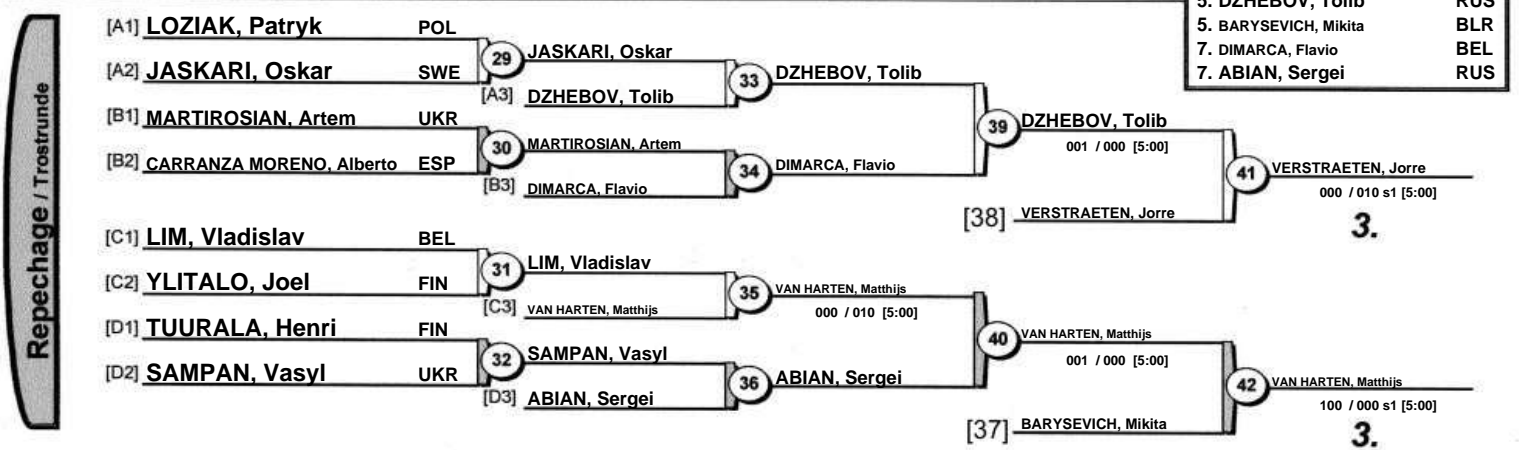 5. DZHEBOV, Tolib RUS
5. BARYSEVICH, Mikita BLR
7. DIMARCA, Flavio BEL
7. ABIAN, Sergei RUS
Repechage / Trostrunde
[A1] LOZIAK, Patryk POL
29 JASKARI, Oskar
[A2] JASKARI, Oskar SWE
33 DZHEBOV, Tolib
[A3] DZHEBOV, Tolib
[B1] MARTIROSIAN, Artem UKR
39 DZHEBOV, Tolib
001 / 000 [5:00]
30 MARTIROSIAN, Artem
[B2] CARRANZA MORENO, Alberto ESP
34 DIMARCA, Flavio
41 VERSTRAETEN, Jorre
000 / 010 s1 [5:00]
3.
[B3] DIMARCA, Flavio
[38] VERSTRAETEN, Jorre
[C1] LIM, Vladislav BEL
31 LIM, Vladislav
[C2] YLITALO, Joel FIN
35 VAN HARTEN, Matthijs
000 / 010 [5:00]
[C3] VAN HARTEN, Matthijs
[D1] TUURALA, Henri FIN
40 VAN HARTEN, Matthijs
001 / 000 [5:00]
32 SAMPAN, Vasyl
[D2] SAMPAN, Vasyl UKR
36 ABIAN, Sergei
42 VAN HARTEN, Matthijs
100 / 000 s1 [5:00]
3.
[D3] ABIAN, Sergei
[37] BARYSEVICH, Mikita